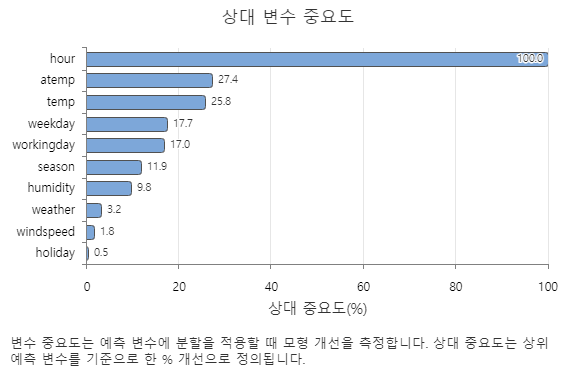 상대 변수 중요도
hour 100.0
atemp 27.4
temp 25.8
weekday 17.7
workingday 17.0
season 11.9
humidity 9.8
weather 3.2
windspeed 1.8
holiday 0.5
0 20 40 60 80 100
상대 중요도(%)
변수 중요도는 예측 변수에 분할을 적용할 때 모형 개선을 측정합니다. 상대 중요도는 상위
예측 변수를 기준으로 한 % 개선으로 정의됩니다.